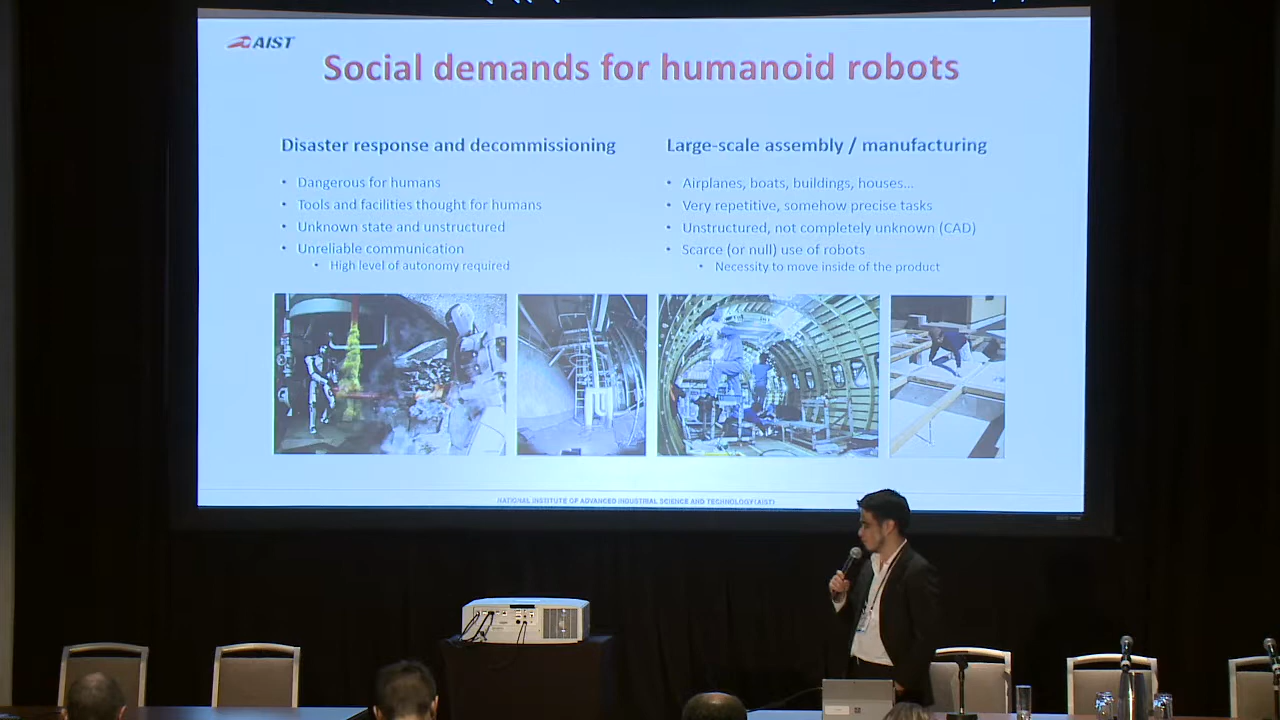 AIST
Social demands for humanoid robots
Disaster response and decommissioning
• Dangerous for humans
• Tools and facilities thought for humans
• Unknown state and unstructured
• Unreliable communication
• High level of autonomy required
Large-scale assembly / manufacturing
• Airplanes, boats, buildings, houses...
• Very repetitive, somehow precise tasks
• Unstructured, not completely unknown (CAD)
• Scarce (or null) use of robots
• Necessity to move inside of the product
NATIONAL INSTITUTE OF ADVANCED INDUSTRIAL SCIENCE AND TECHNOLOGY (AIST)